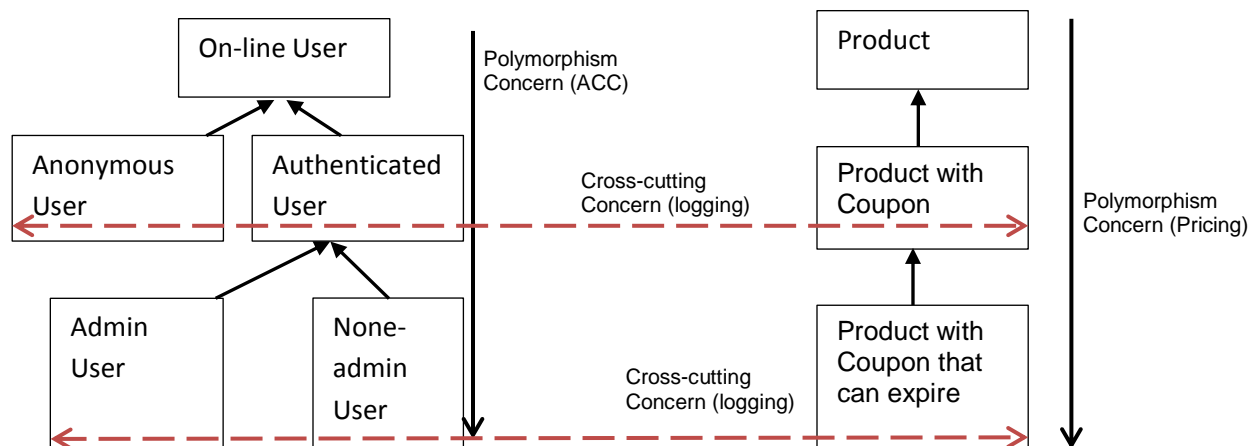 On-line User
Polymorphism
Concern (ACC)
Product
Anonymous
User
Authenticated
User
Cross-cutting
Concern (logging)
Product with
Coupon
Polymorphism
Concern (Pricing)
Admin
User
None-
admin
User
Cross-cutting
Concern (logging)
Product with
Coupon that
can expire